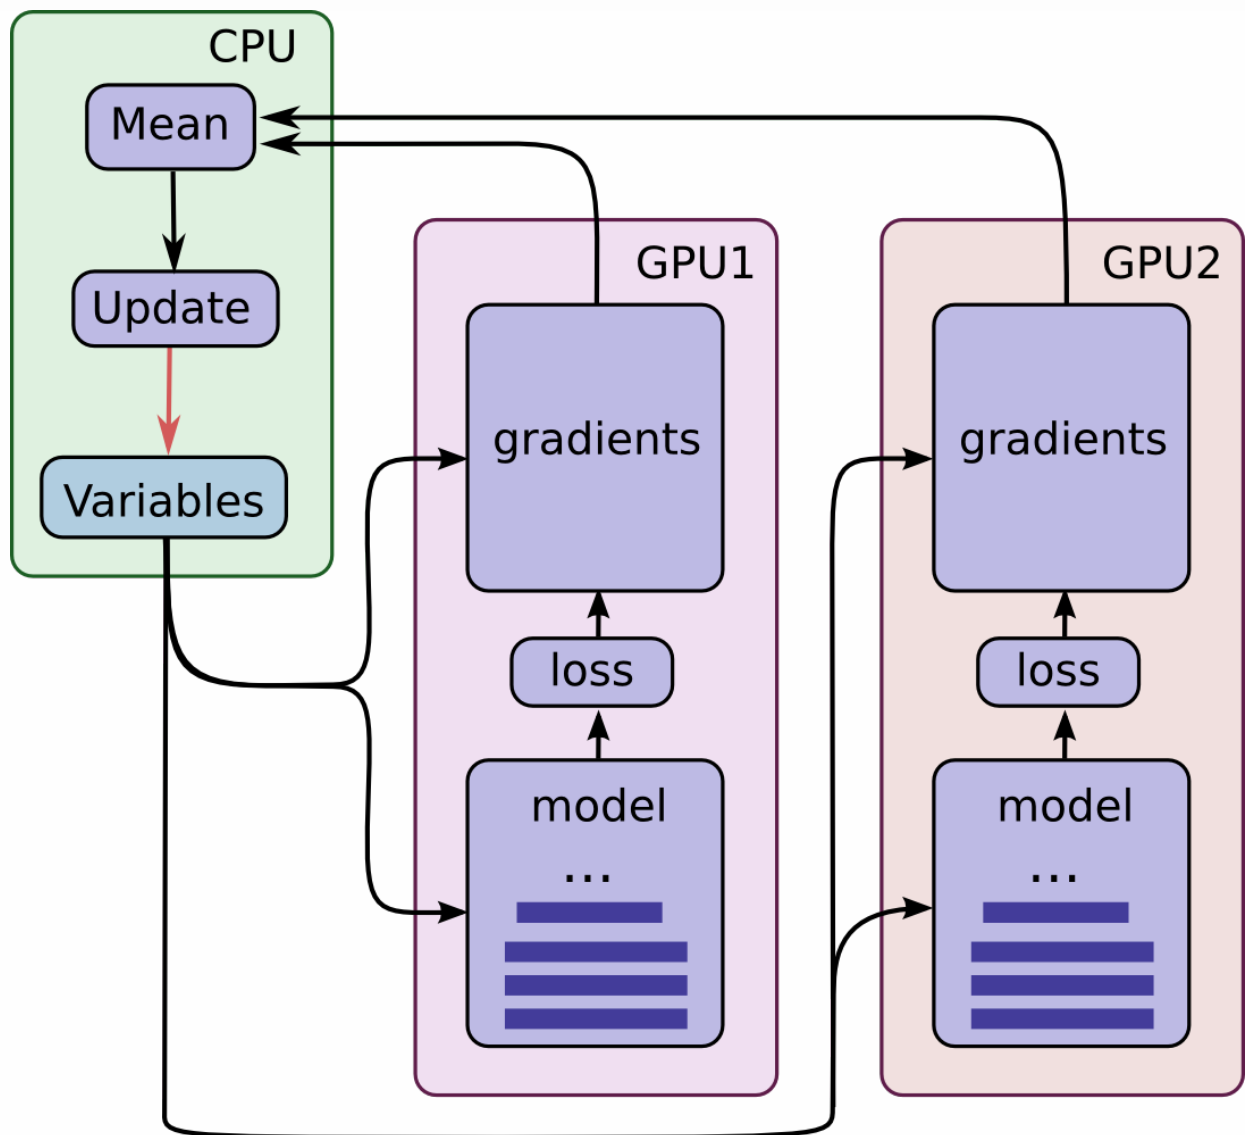 CPU
Mean
Update
Variables
GPU1
gradients
loss
model
...
GPU2
gradients
loss
model
...